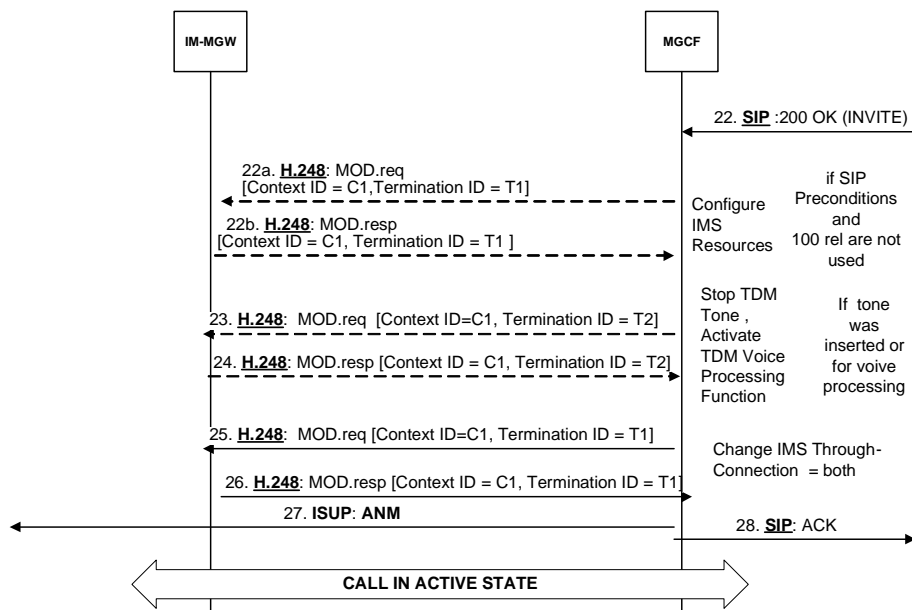 IM-MGW
MGCF
22. SIP :200 OK (INVITE)
22a. H.248: MOD.req
[Context ID = C1,Termination ID = T1]
22b. H.248: MOD.resp
[Context ID = C1, Termination ID = T1 ]
Configure
IMS
Resources
if SIP
Preconditions
and
100 rel are not
used
23. H.248:  MOD.req  [Context ID=C1, Termination ID = T2]
24. H.248: MOD.resp [Context ID = C1, Termination ID = T2]
Stop TDM
Tone ,
Activate
TDM Voice
Processing
Function
If  tone
was
inserted or
for voive
processing
25. H.248:  MOD.req [Context ID=C1, Termination ID = T1]
26. H.248: MOD.resp [Context ID = C1, Termination ID = T1]
Change IMS Through-
Connection  = both
27. ISUP: ANM
28. SIP: ACK
CALL IN ACTIVE STATE